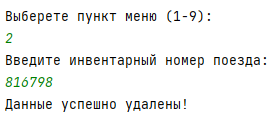 Выберете пункт меню (1-9):
2
Введите инвентарный номер поезда:
816798
Данные успешно удалены!